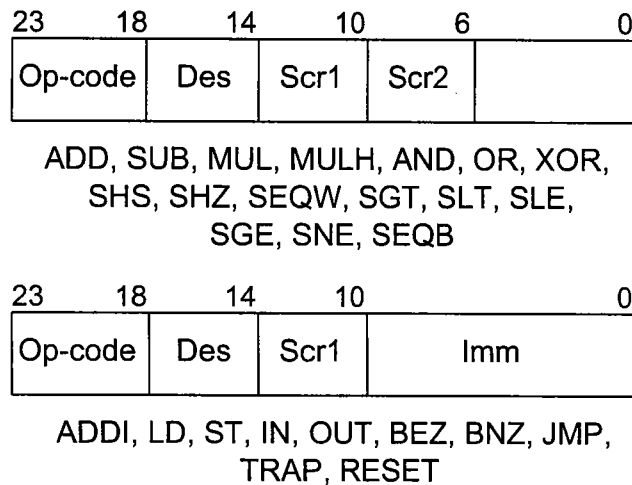 23 18 14 10 6 0
Op-code Des Scr1 Scr2
ADD, SUB, MUL, MULH, AND, OR, XOR,
SHS, SHZ, SEQW, SGT, SLT, SLE,
SGE, SNE, SEQB
23 18 14 10 0
Op-code Des Scr1 Imm
ADDI, LD, ST, IN, OUT, BEZ, BNZ, JMP,
TRAP, RESET